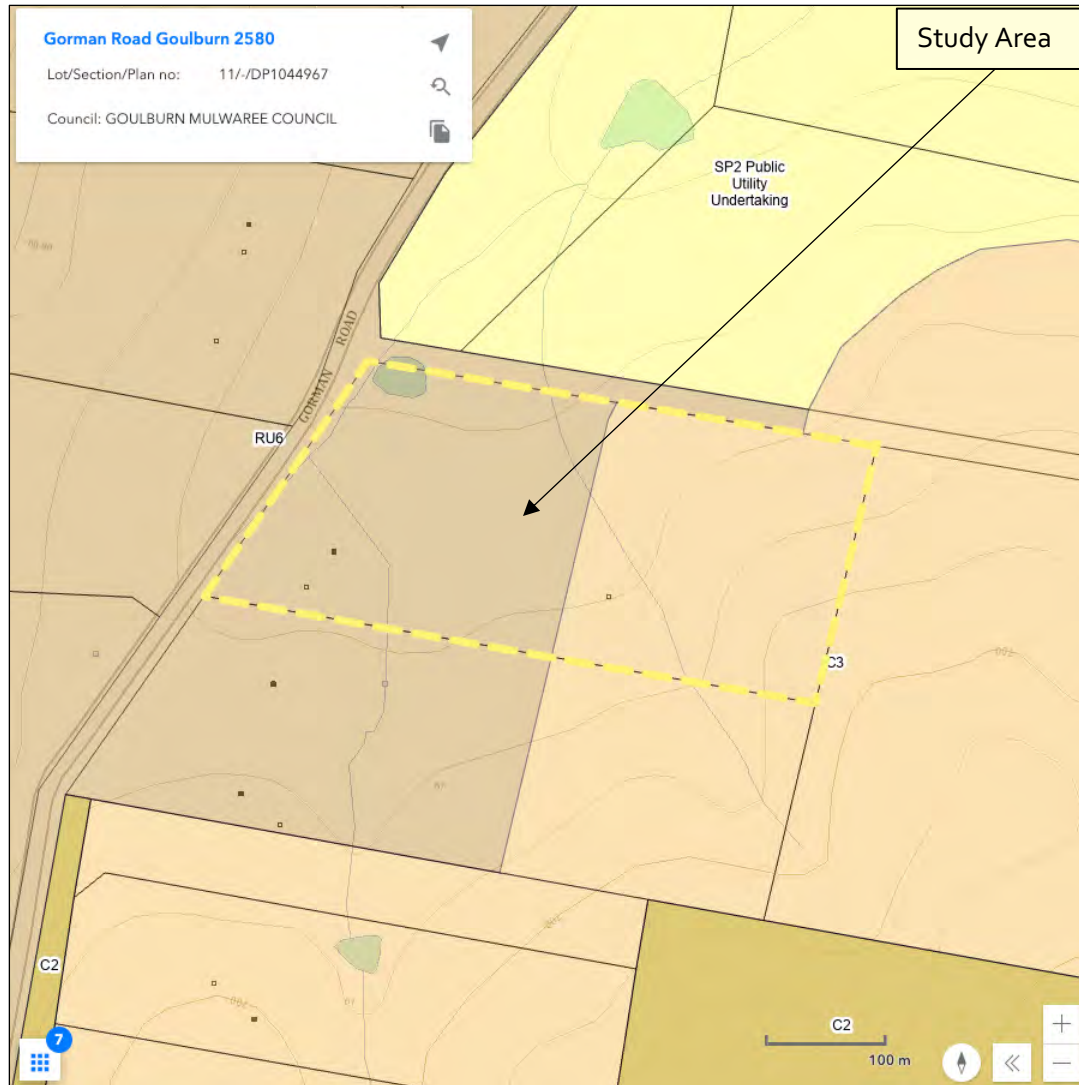 Gorman Road Goulburn 2580
Lot/Section/Plan no: 11/-/DP1044967
Council: GOULBURN MULWAREE COUNCIL
Study Area
SP2 Public
Utility
Undertaking
GORMAN ROAD
RU6
C3
700
C2
C2
100 m
7